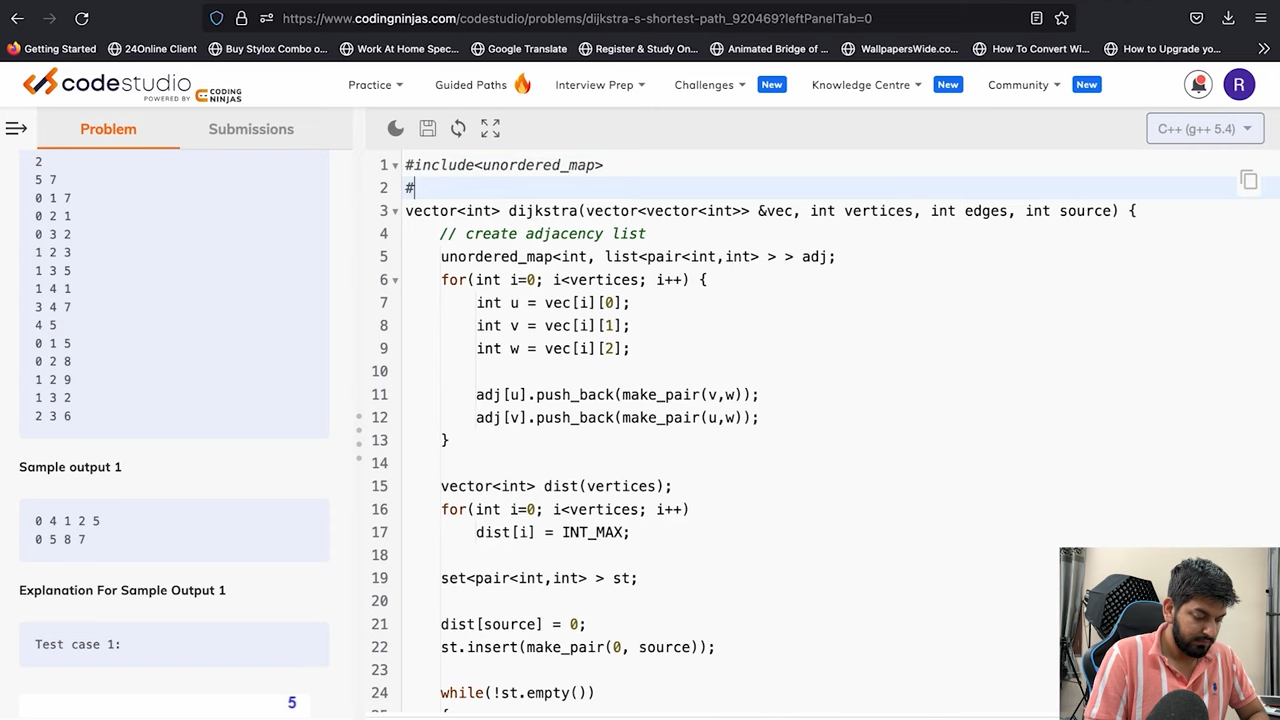 https://www.codingninjas.com/codestudio/problems/dijkstra-s-shortest-path_920469?leftPanelTab=0
Getting Started 24Online Client Buy Stylox Combo o... Work At Home Spec... Google Translate Register & Study On... Animated Bridge of ... WallpapersWide.co... How To Convert Wi... How to Upgrade yo...
codestudio
POWERED BY CODING NINJAS
Practice Guided Paths Interview Prep Challenges New Knowledge Centre New Community New R
Problem Submissions
C++ (g++ 5.4)
2
5 7
0 1 7
0 2 1
0 3 2
1 2 3
1 3 5
1 4 1
3 4 7
4 5
0 1 5
0 2 8
1 2 9
1 3 2
2 3 6
Sample output 1
0 4 1 2 5
0 5 8 7
Explanation For Sample Output 1
Test case 1:
5
1 #include<unordered_map>
2 #
3 vector<int> dijkstra(vector<vector<int>> &vec, int vertices, int edges, int source) {
4 // create adjacency list
5 unordered_map<int, list<pair<int,int> > > adj;
6 for(int i=0; i<vertices; i++) {
7 int u = vec[i][0];
8 int v = vec[i][1];
9 int w = vec[i][2];
10
11 adj[u].push_back(make_pair(v,w));
12 adj[v].push_back(make_pair(u,w));
13 }
14
15 vector<int> dist(vertices);
16 for(int i=0; i<vertices; i++)
17 dist[i] = INT_MAX;
18
19 set<pair<int,int> > st;
20
21 dist[source] = 0;
22 st.insert(make_pair(0, source));
23
24 while(!st.empty())
{